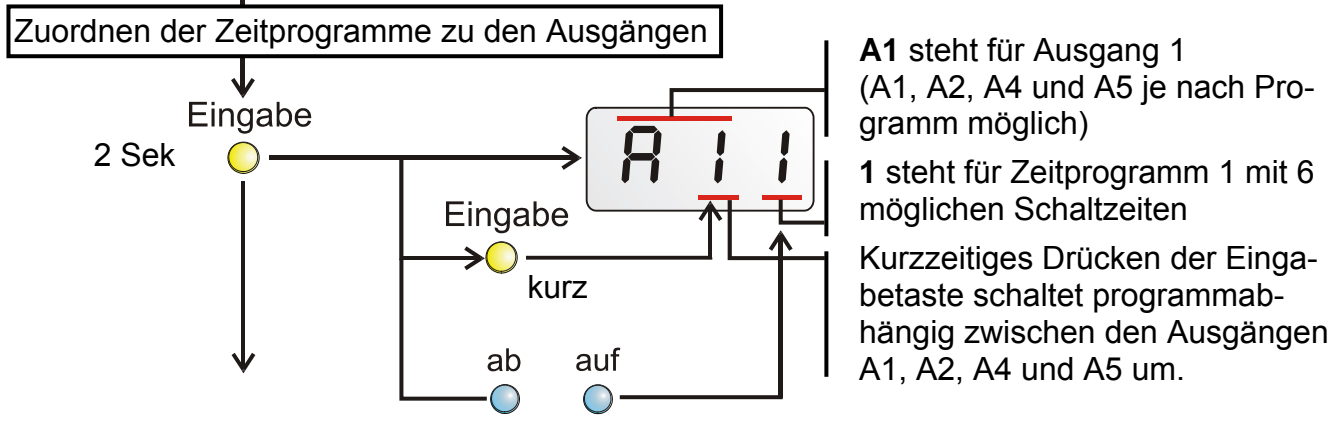 Zuordnen der Zeitprogramme zu den Ausgängen
Eingabe
2 Sek
A 1 1
Eingabe
kurz
ab auf
A1 steht für Ausgang 1
(A1, A2, A4 und A5 je nach Pro-
gramm möglich)
1 steht für Zeitprogramm 1 mit 6
möglichen Schaltzeiten
Kurzzeitiges Drücken der Einga-
betaste schaltet programmab-
hängig zwischen den Ausgängen
A1, A2, A4 und A5 um.